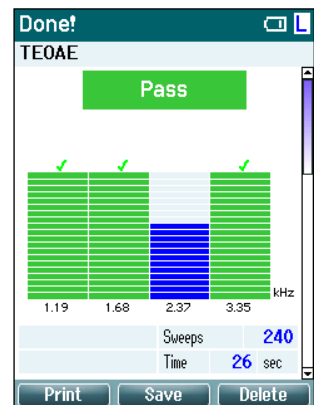 Done! L
TEOAE
Pass
kHz
1.19 1.68 2.37 3.35
Sweeps 240
Time 26 sec
Print Save Delete